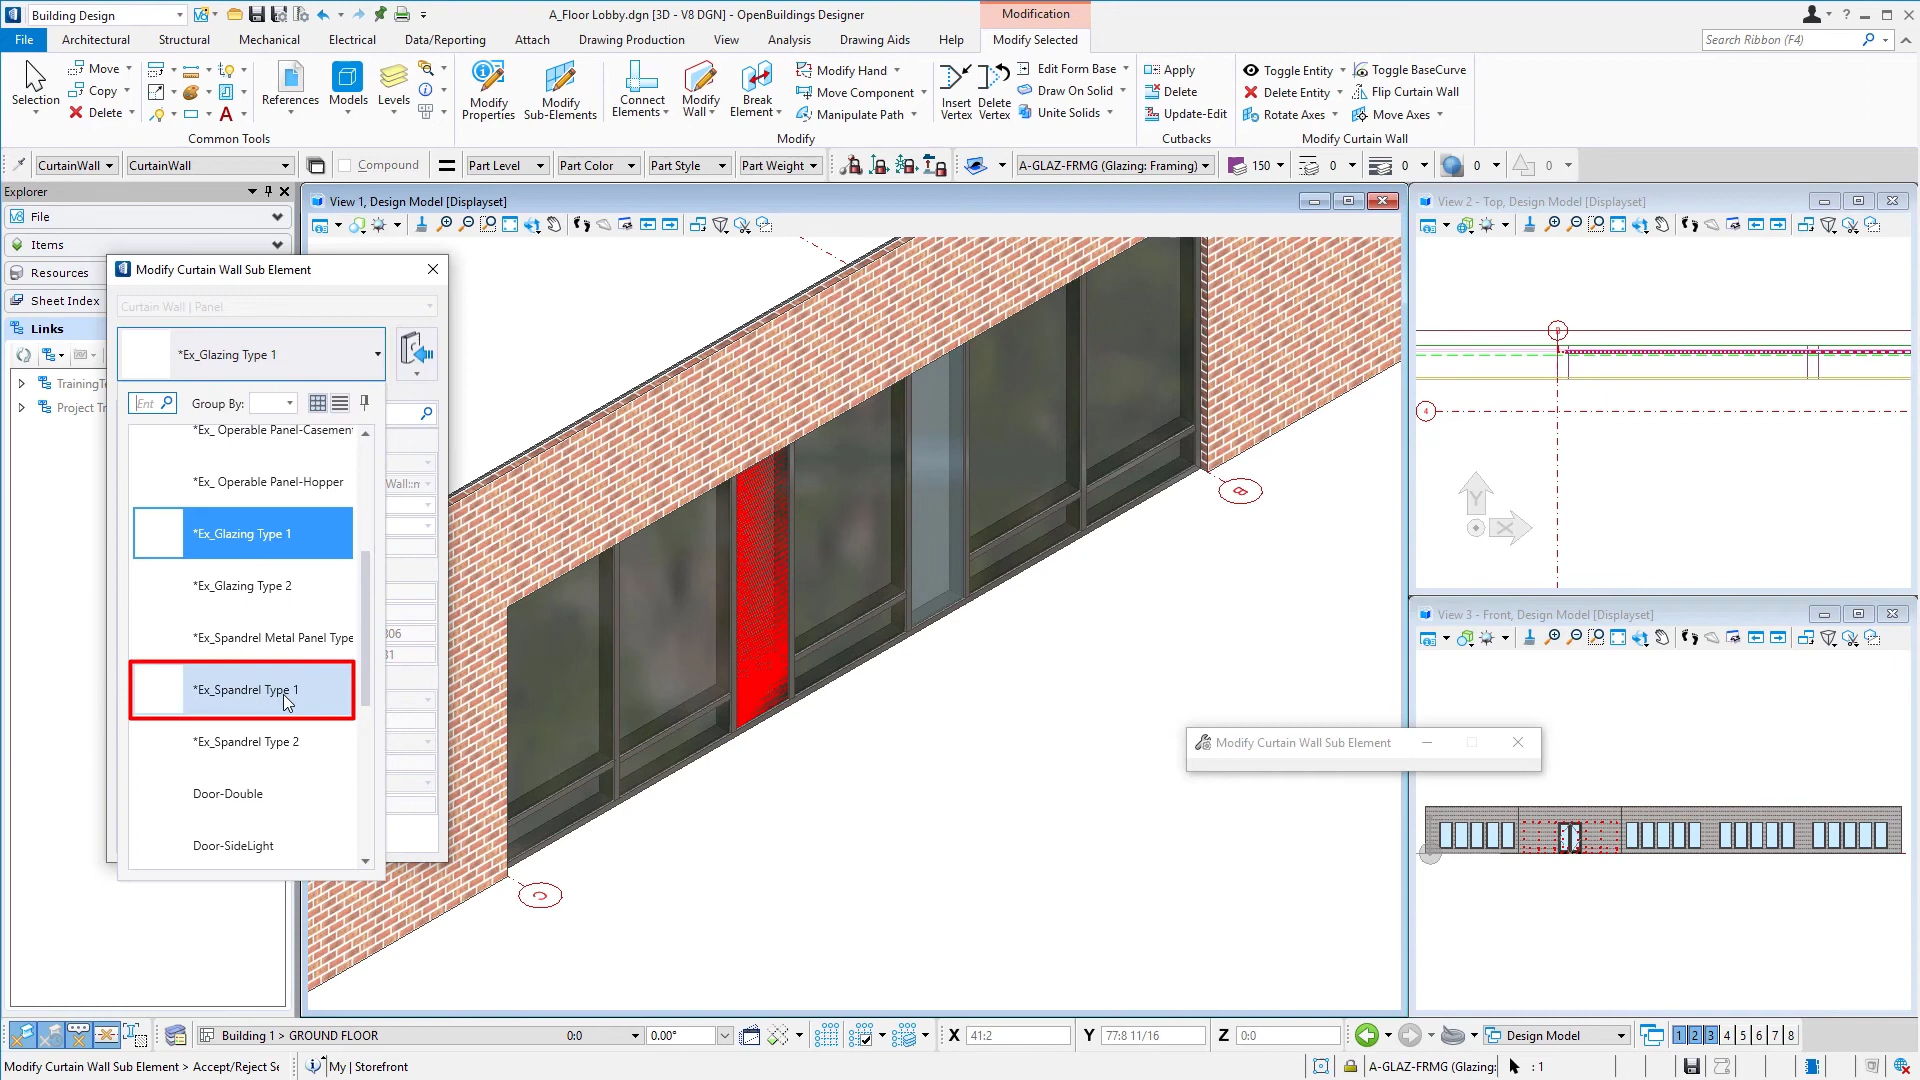 Building Design
A_Floor Lobby.dgn [3D - V8 DGN] - OpenBuildings Designer
Modification
File
Architectural
Structural
Mechanical
Electrical
Data/Reporting
Attach
Drawing Production
View
Analysis
Drawing Aids
Help
Modify Selected
Search Ribbon (F4)
Selection
Move
Copy
Delete
References
Models
Levels
Common Tools
Modify Properties
Modify Sub-Elements
Connect Elements
Modify Wall
Break Element
Modify Hand
Move Component
Manipulate Path
Insert Vertex
Delete Vertex
Edit Form Base
Draw On Solid
Unite Solids
Modify
Apply
Delete
Update-Edit
Cutbacks
Toggle Entity
Delete Entity
Rotate Axes
Toggle BaseCurve
Flip Curtain Wall
Move Axes
Modify Curtain Wall
CurtainWall
CurtainWall
Compound
Part Level
Part Color
Part Style
Part Weight
A-GLAZ-FRMG (Glazing: Framing)
150
0
0
0
0
Explorer
File
Items
Resources
Sheet Index
Links
TrainingTe
Project Tr
Modify Curtain Wall Sub Element
Curtain Wall | Panel
*Ex_Glazing Type 1
Ent
Group By:
*Ex_ Operable Panel-Casement
*Ex_ Operable Panel-Hopper
*Ex_Glazing Type 1
*Ex_Glazing Type 2
*Ex_Spandrel Metal Panel Type
*Ex_Spandrel Type 1
*Ex_Spandrel Type 2
Door-Double
Door-SideLight
View 1, Design Model [Displayset]
B
C
View 2 - Top, Design Model [Displayset]
4
Y
X
View 3 - Front, Design Model [Displayset]
Modify Curtain Wall Sub Element
Building 1 > GROUND FLOOR
0:0
0.00°
X
41:2
Y
77:8 11/16
Z
0:0
Design Model
1 2 3 4 5 6 7 8
Modify Curtain Wall Sub Element > Accept/Reject Se
My | Storefront
A-GLAZ-FRMG (Glazing:
: 1